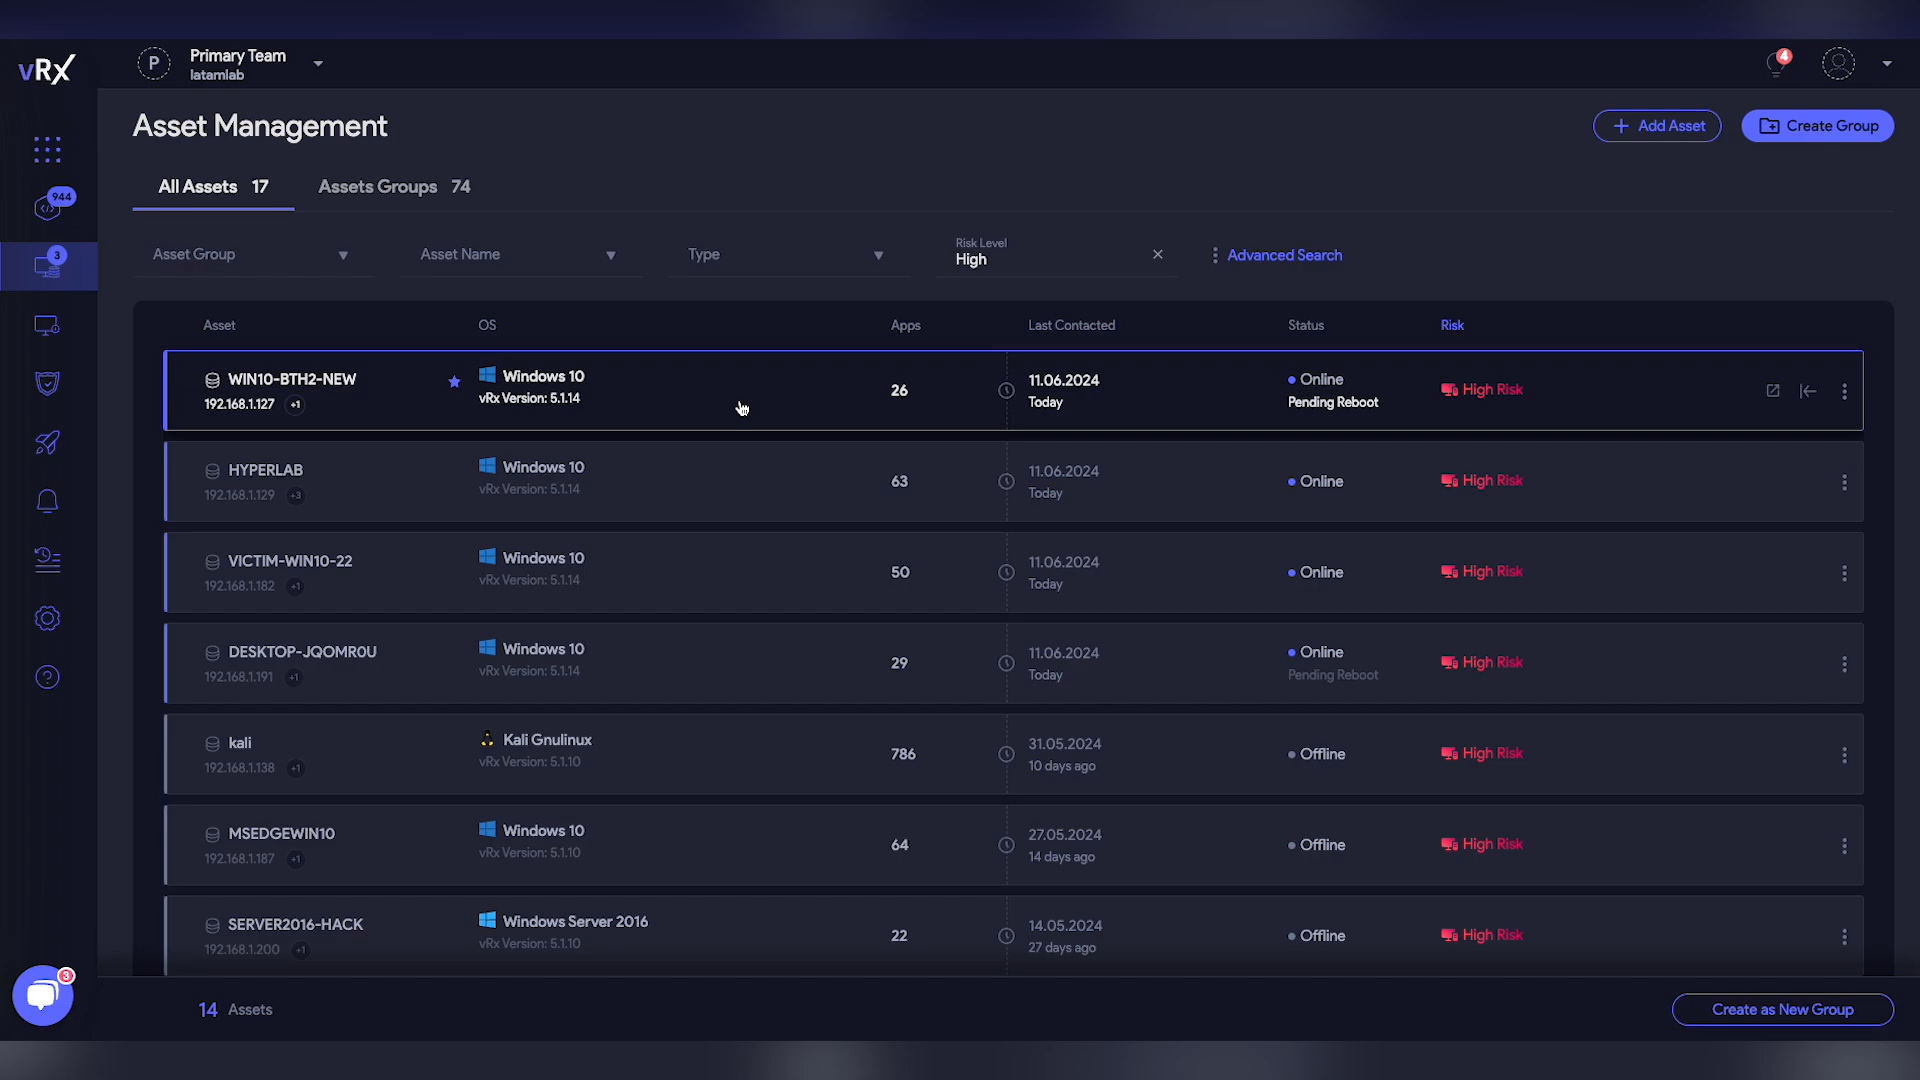 vRx
P
Primary Team
latamlab
4
Asset Management
+ Add Asset
Create Group
All Assets 17
Assets Groups 74
944
3
Asset Group
Asset Name
Type
Risk Level
High
Advanced Search
Asset OS Apps Last Contacted Status Risk
WIN10-BTH2-NEW
192.168.1.127 +1
Windows 10
vRx Version: 5.1.14
26
11.06.2024
Today
Online
Pending Reboot
High Risk
HYPERLAB
192.168.1.129 +3
Windows 10
vRx Version: 5.1.14
63
11.06.2024
Today
Online
High Risk
VICTIM-WIN10-22
192.168.1.182 +1
Windows 10
vRx Version: 5.1.14
50
11.06.2024
Today
Online
High Risk
DESKTOP-JQOMR0U
192.168.1.191 +1
Windows 10
vRx Version: 5.1.14
29
11.06.2024
Today
Online
Pending Reboot
High Risk
kali
192.168.1.138 +1
Kali Gnulinux
vRx Version: 5.1.10
786
31.05.2024
10 days ago
Offline
High Risk
MSEDGEWIN10
192.168.1.187 +1
Windows 10
vRx Version: 5.1.10
64
27.05.2024
14 days ago
Offline
High Risk
SERVER2016-HACK
192.168.1.200 +1
Windows Server 2016
vRx Version: 5.1.10
22
14.05.2024
27 days ago
Offline
High Risk
3
14 Assets
Create as New Group